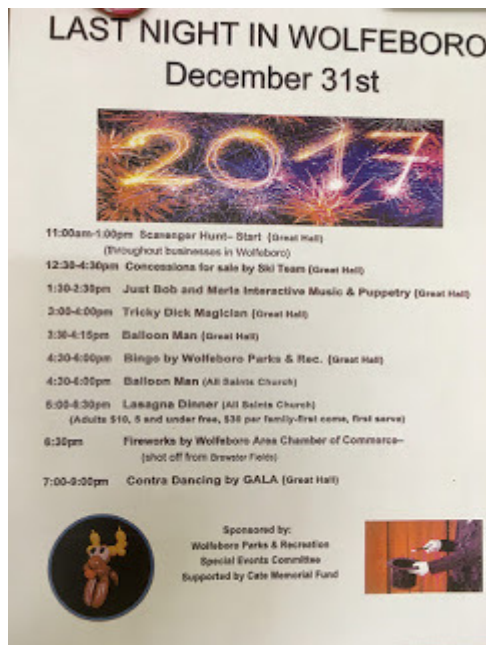 LAST NIGHT IN WOLFEBORO
December 31st
2017
11:00am-1:00pm Scavenger Hunt– Start (Great Hall)
(throughout businesses in Wolfeboro)
12:30-4:30pm Concessions for sale by Ski Team (Great Hall)
1:30-2:30pm Just Bob and Merla Interactive Music & Puppetry (Great Hall)
3:00-4:00pm Tricky Dick Magician (Great Hall)
3:30-4:15pm Balloon Man (Great Hall)
4:30-6:00pm Bingo by Wolfeboro Parks & Rec. (Great Hall)
4:30-6:00pm Balloon Man (All Saints Church)
5:00-6:30pm Lasagna Dinner (All Saints Church)
(Adults $10, 5 and under free, $30 per family-first come, first serve)
6:30pm Fireworks by Wolfeboro Area Chamber of Commerce–
(shot off from Brewster Fields)
7:00-9:00pm Contra Dancing by GALA (Great Hall)
Sponsored by:
Wolfeboro Parks & Recreation
Special Events Committee
Supported by Cate Memorial Fund